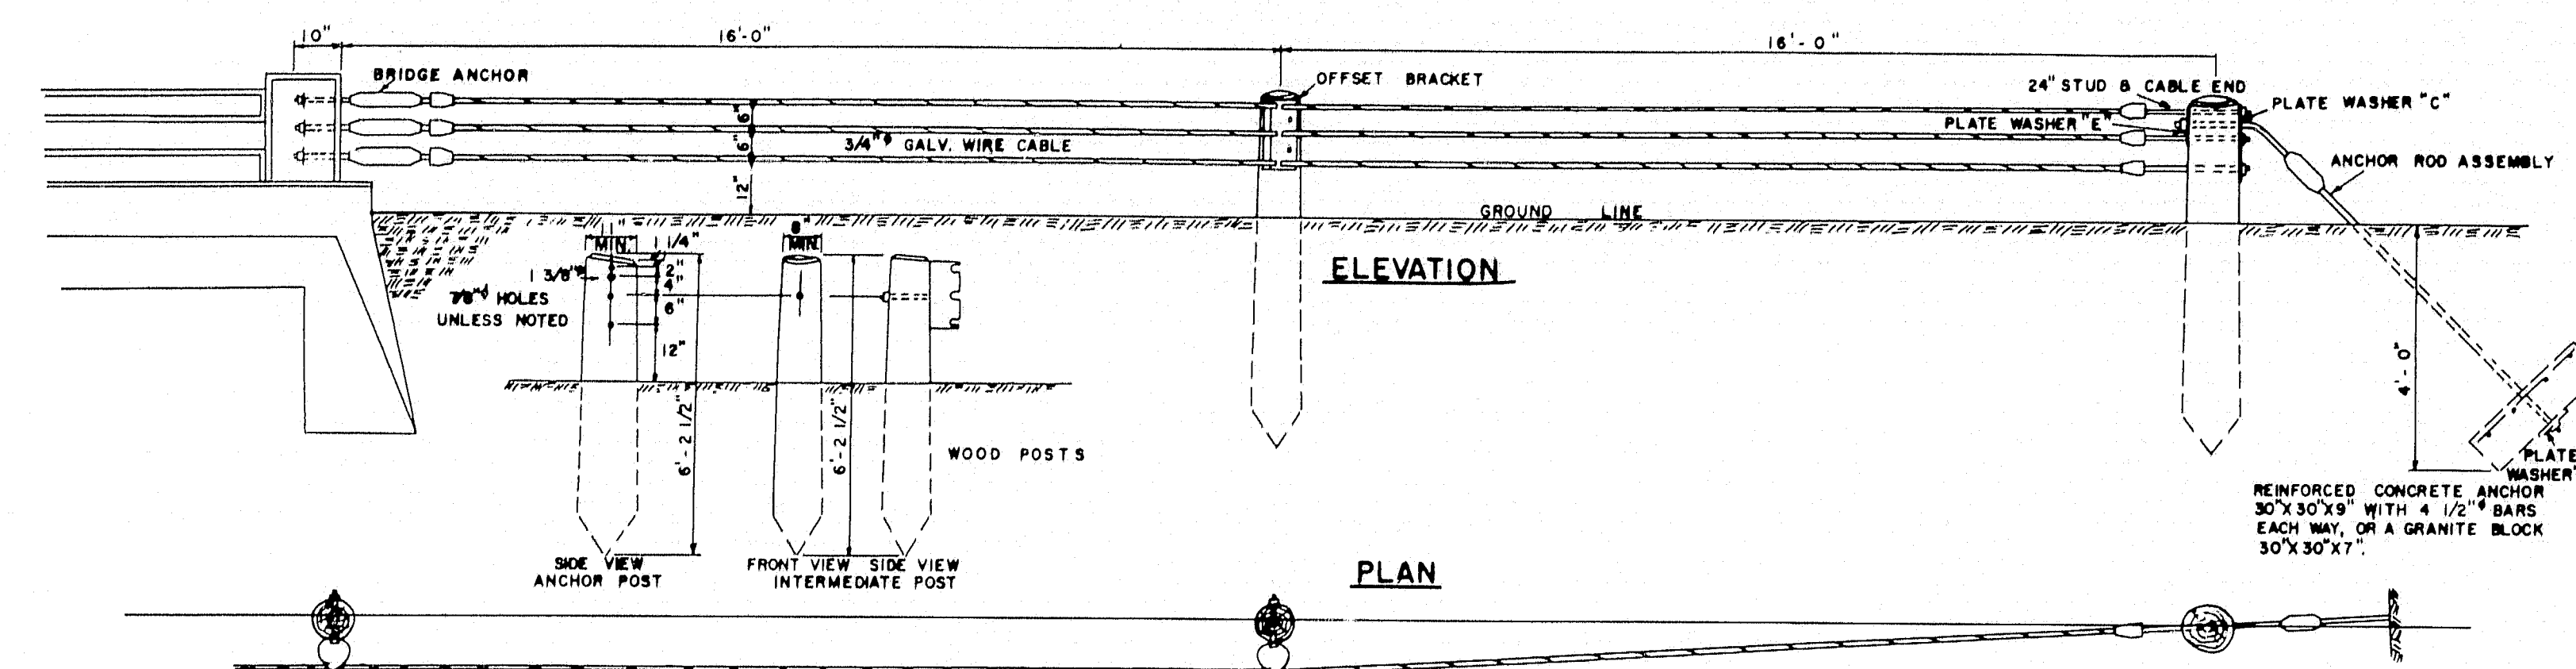 10"
16'-0"
16'-0"
BRIDGE ANCHOR
OFFSET BRACKET
24" STUD & CABLE END
PLATE WASHER "C"
PLATE WASHER "E"
6"
6"
3/4"φ GALV. WIRE CABLE
ANCHOR ROD ASSEMBLY
12"
GROUND LINE
11"
MIN.
1 1/4"
8"
MIN.
ELEVATION
1 3/8"φ
2"
4"
7/8"φ HOLES
UNLESS NOTED
6"
12"
4'-0"
6'-2 1/2"
6'-2 1/2"
WOOD POSTS
PLATE
WASHER"
REINFORCED CONCRETE ANCHOR
30"X30"X9" WITH 4 1/2"φ BARS
EACH WAY, OR A GRANITE BLOCK
30"X30"X7".
SIDE VIEW
ANCHOR POST
FRONT VIEW SIDE VIEW
INTERMEDIATE POST
PLAN